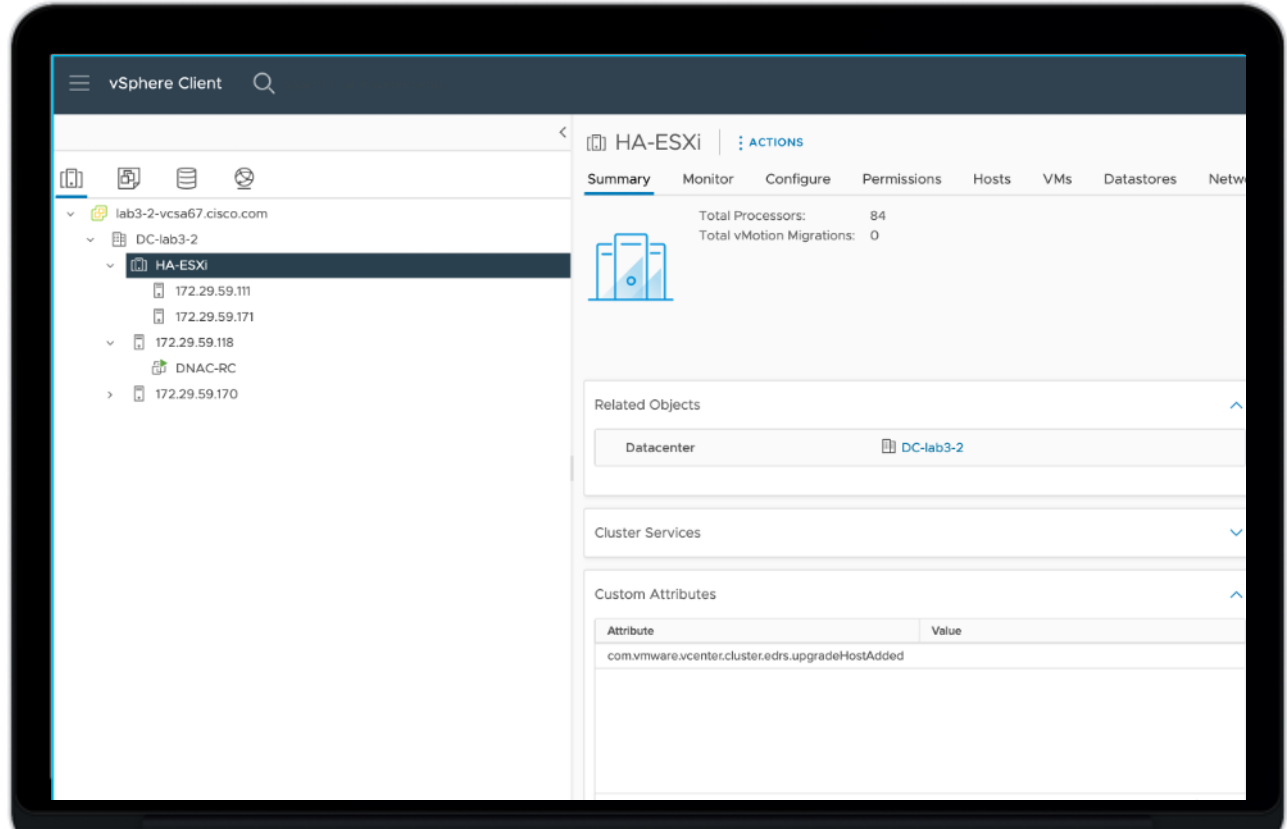 vSphere Client
lab3-2-vcsa67.cisco.com
DC-lab3-2
HA-ESXi
172.29.59.111
172.29.59.171
172.29.59.118
DNAC-RC
172.29.59.170
HA-ESXi ACTIONS
Summary Monitor Configure Permissions Hosts VMs Datastores Netw
Total Processors: 84
Total vMotion Migrations: 0
Related Objects
Datacenter DC-lab3-2
Cluster Services
Custom Attributes
Attribute Value
com.vmware.vcenter.cluster.edrs.upgradeHostAdded